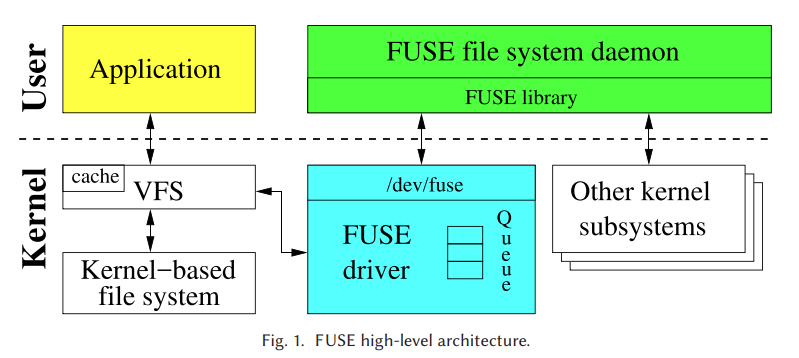 User
Application
FUSE file system daemon
FUSE library
Kernel
cache
VFS
Kernel−based
file system
/dev/fuse
FUSE
driver
Queue
Other kernel
subsystems
Fig. 1. FUSE high-level architecture.